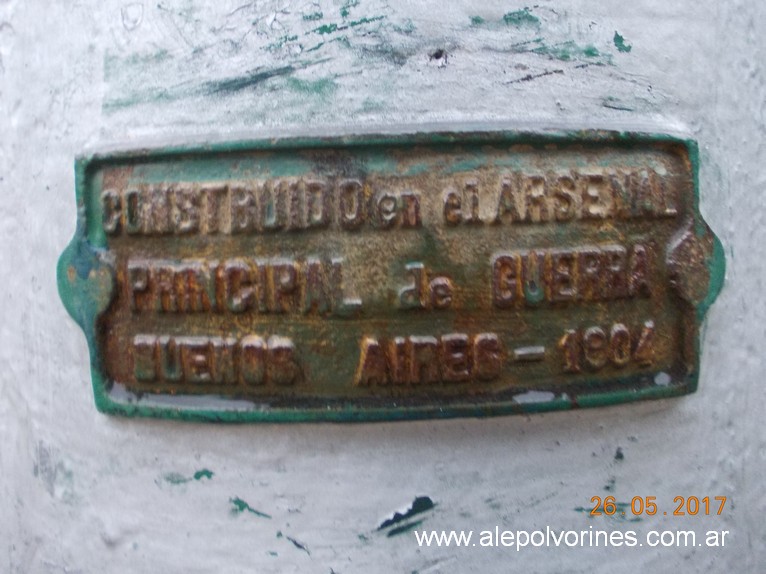 CONSTRUIDO en el ARSENAL
PRINCIPAL de GUERRA
BUENOS AIRES - 1904
26.05.2017
www.alepolvorines.com.ar